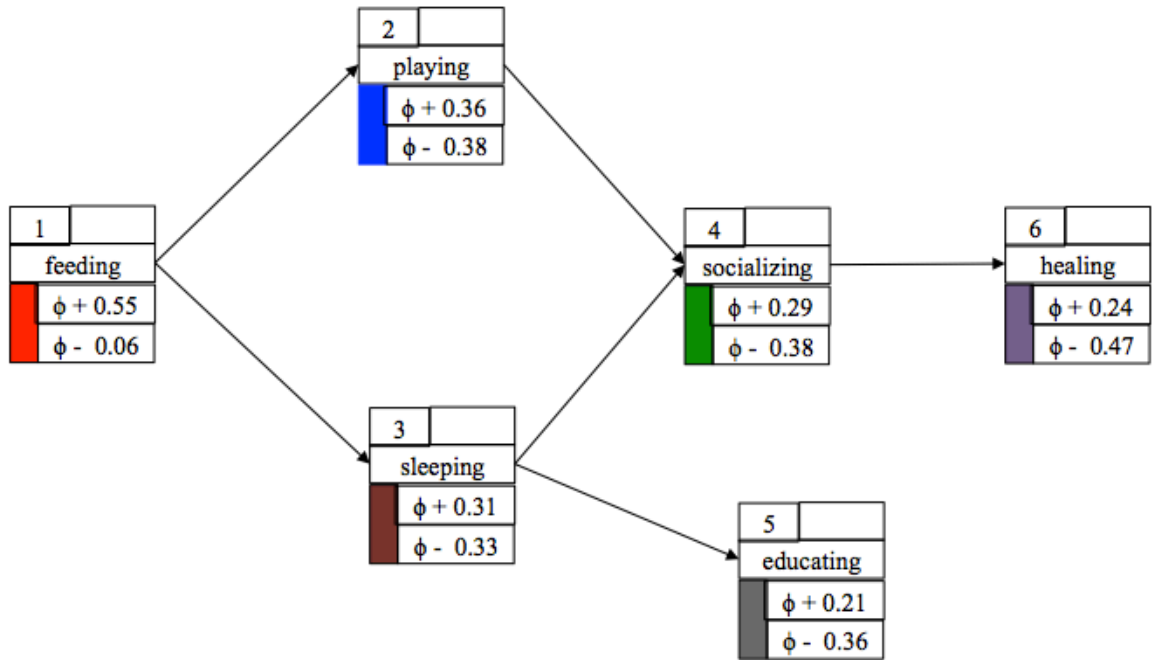 2
playing
ϕ + 0.36
ϕ - 0.38
1
feeding
ϕ + 0.55
ϕ - 0.06
4
socializing
ϕ + 0.29
ϕ - 0.38
6
healing
ϕ + 0.24
ϕ - 0.47
3
sleeping
ϕ + 0.31
ϕ - 0.33
5
educating
ϕ + 0.21
ϕ - 0.36